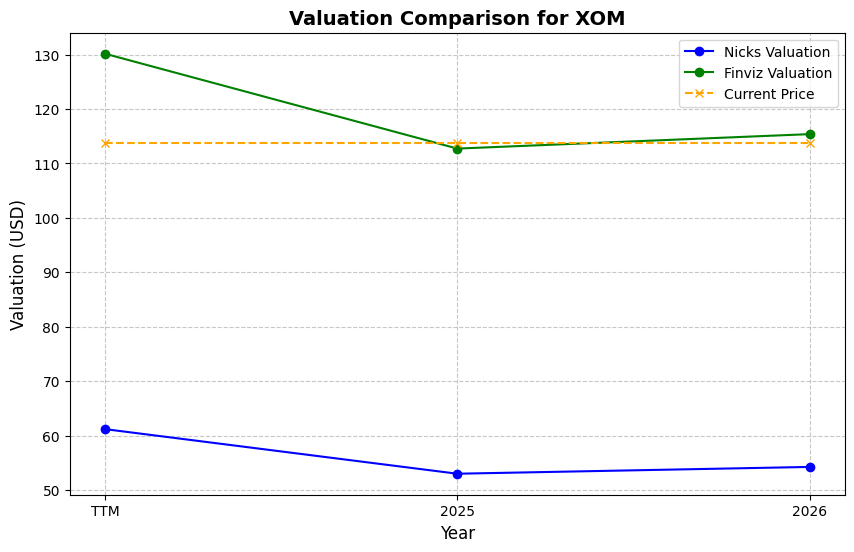 Valuation Comparison for XOM
Nicks Valuation
Finviz Valuation
Current Price
Valuation (USD)
130
120
110
100
90
80
70
60
50
TTM
2025
2026
Year